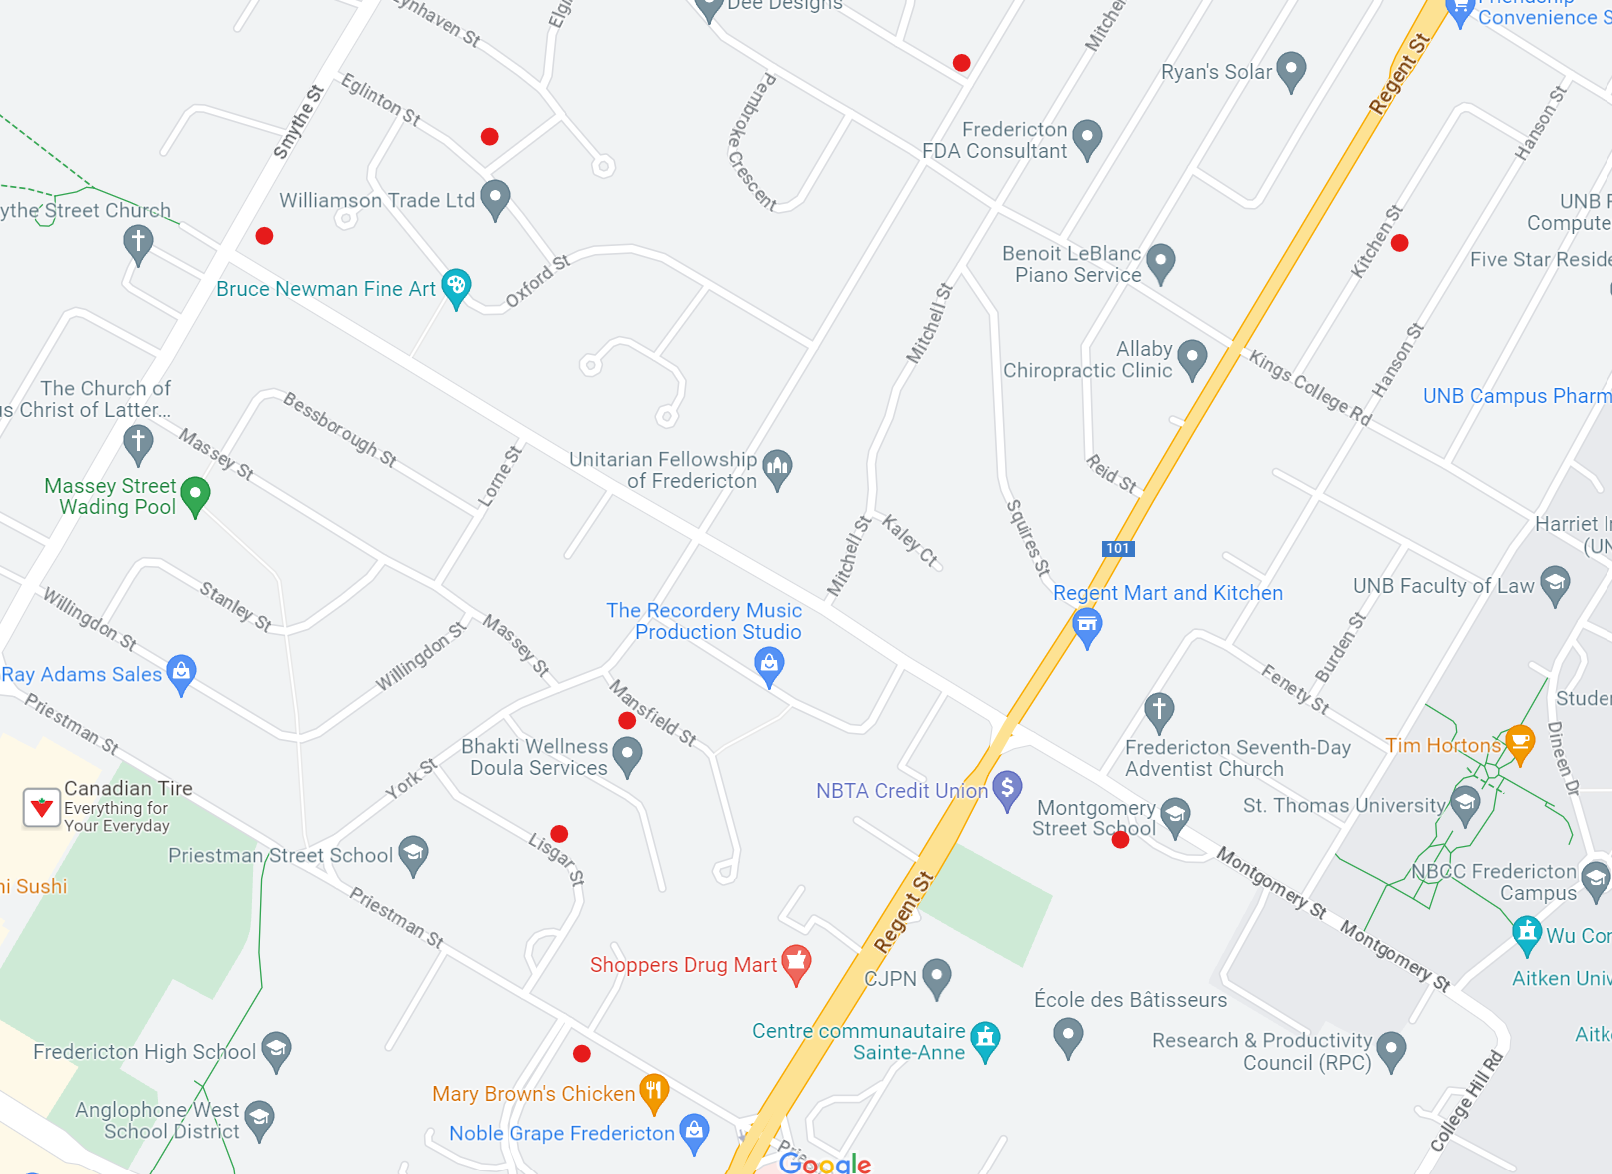 Lynhaven St
Dee Designs
Friendship
Convenience S
Elgin
Mitchell
Regent St
Ryan's Solar
Eglinton St
Smythe St
Pembroke Crescent
Fredericton
FDA Consultant
Hanson St
Williamson Trade Ltd
ythe Street Church
UNB F
Compute
Kitchen St
Benoit LeBlanc
Piano Service
Five Star Reside
Bruce Newman Fine Art
Oxford St
Mitchell St
Allaby
Chiropractic Clinic
Kings College Rd
Hanson St
The Church of
us Christ of Latter...
UNB Campus Pharm
Bessborough St
Massey St
Lorne St
Unitarian Fellowship
of Fredericton
Reid St
Massey Street
Wading Pool
Squires St
Mitchell St
Kaley Ct
101
Harriet I
(UN
Regent Mart and Kitchen
UNB Faculty of Law
Willingdon St
Stanley St
The Recordery Music
Production Studio
Massey St
Willingdon St
Burden St
Ray Adams Sales
Fenety St
Priestman St
Mansfield St
Studen
Bhakti Wellness
Doula Services
Fredericton Seventh-Day
Adventist Church
Tim Hortons
Dineen Dr
York St
NBTA Credit Union
Canadian Tire
Everything for
Your Everyday
Montgomery
Street School
St. Thomas University
Priestman Street School
Lisgar St
Montgomery St
NBCC Fredericton
Campus
ni Sushi
Priestman St
Regent St
Montgomery St
Wu Cor
Shoppers Drug Mart
CJPN
Aitken Univ
École des Bâtisseurs
Centre communautaire
Sainte-Anne
Research & Productivity
Council (RPC)
Aitk
Fredericton High School
Mary Brown's Chicken
College Hill Rd
Anglophone West
School District
Noble Grape Fredericton
Prie
Google